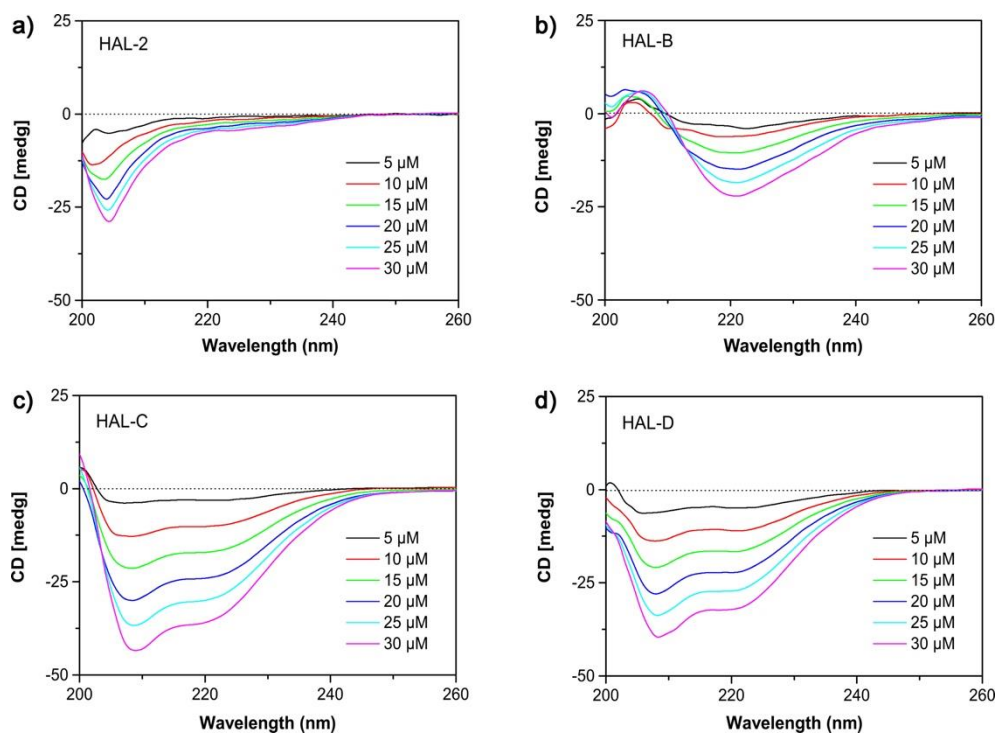 a)
HAL-2
CD [medg]
25
0
-25
-50
5 μM
10 μM
15 μM
20 μM
25 μM
30 μM
200 220 240 260
Wavelength (nm)
b)
HAL-B
CD [medg]
25
0
-25
-50
5 μM
10 μM
15 μM
20 μM
25 μM
30 μM
200 220 240 260
Wavelength (nm)
c)
HAL-C
CD [medg]
25
0
-25
-50
5 μM
10 μM
15 μM
20 μM
25 μM
30 μM
200 220 240 260
Wavelength (nm)
d)
HAL-D
CD [medg]
25
0
-25
-50
5 μM
10 μM
15 μM
20 μM
25 μM
30 μM
200 220 240 260
Wavelength (nm)